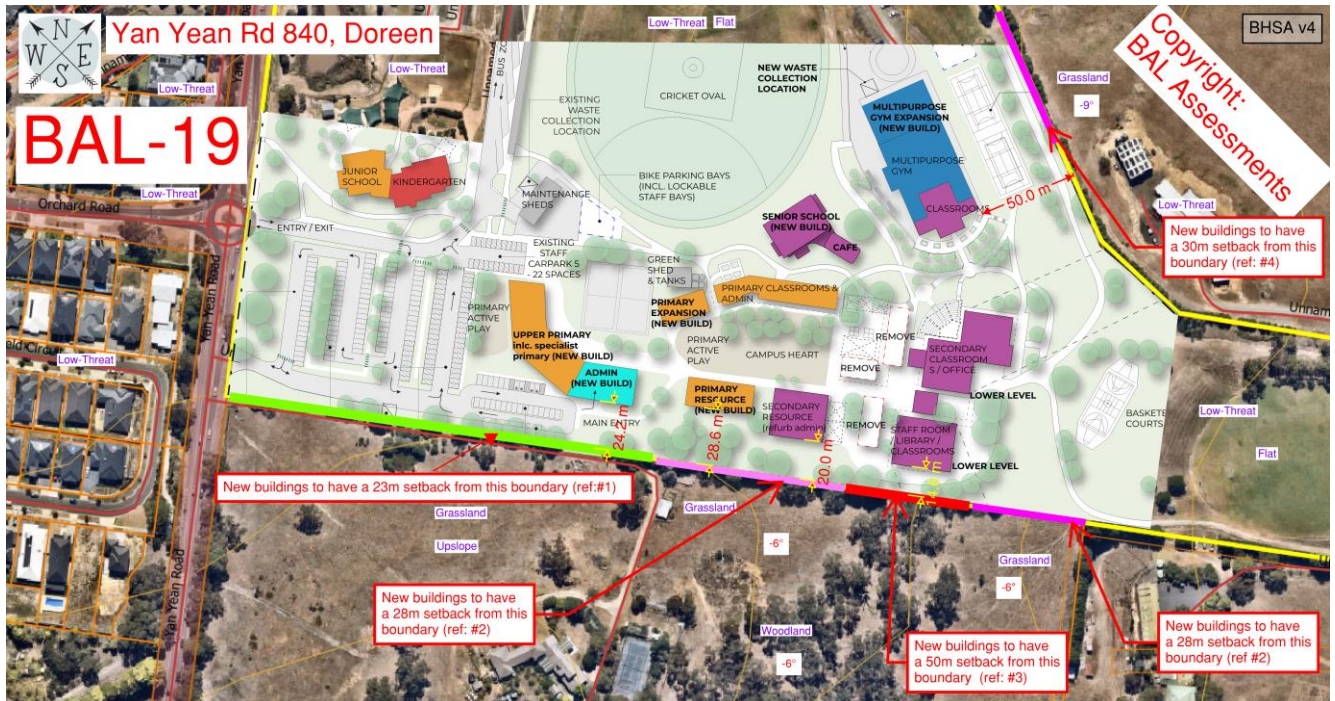 N
W E
S
Yan Yean Rd 840, Doreen
BAL-19
BHSA v4
Copyright:
BAL Assessments
Low-Threat
Low-Threat
Low-Threat
Low-Threat
Flat
Grassland
-9°
Low-Threat
Low-Threat
Low-Threat
Flat
Orchard Road
Yan Yean Road
Yan Yean Road
BUS ZO
EXISTING
WASTE
COLLECTION
LOCATION
CRICKET OVAL
NEW WASTE
COLLECTION
LOCATION
MULTIPURPOSE
GYM EXPANSION
(NEW BUILD)
MULTIPURPOSE
GYM
CLASSROOMS
50.0 m
JUNIOR
SCHOOL
KINDERGARTEN
MAINTENANCE
SHEDS
BIKE PARKING BAYS
(INCL. LOCKABLE
STAFF BAYS)
SENIOR SCHOOL
(NEW BUILD)
CAFE
ENTRY / EXIT
EXISTING
STAFF
CARPARK S
- 22 SPACES
GREEN
SHED
& TANKS
PRIMARY CLASSROOMS &
ADMIN
PRIMARY
ACTIVE
PLAY
UPPER PRIMARY
inlc. specialist
primary (NEW BUILD)
PRIMARY
EXPANSION
(NEW BUILD)
PRIMARY
ACTIVE
PLAY
CAMPUS HEART
REMOVE
REMOVE
REMOVE
SECONDARY
CLASSROOM
S / OFFICE
LOWER LEVEL
ADMIN
(NEW BUILD)
PRIMARY
RESOURCE
(NEW BUILD)
SECONDARY
RESOURCE
(refurb admin)
STAFF ROOM
LIBRARY /
CLASSROOMS
LOWER LEVEL
BASKETB
COURTS
MAIN ENTRY
24.2 m
28.6 m
20.0 m
New buildings to have
a 30m setback from this
boundary (ref: #4)
New buildings to have a 23m setback from this boundary (ref:#1)
Grassland
Upslope
Grassland
-6°
Grassland
-6°
Woodland
-6°
New buildings to have
a 28m setback from this
boundary (ref: #2)
New buildings to have
a 50m setback from this
boundary (ref: #3)
New buildings to have
a 28m setback from this
boundary (ref #2)